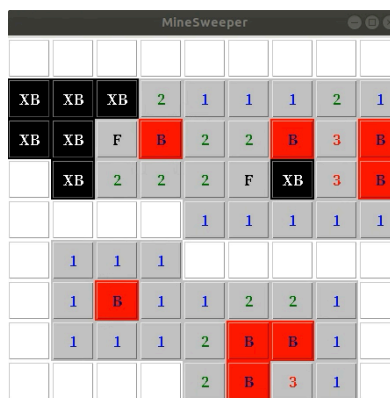 MineSweeper
XB XB XB 2 1 1 1 2 1
XB XB F B 2 2 B 3 B
XB 2 2 2 F XB 3 B
1 1 1 1 1
1 1 1
1 B 1 1 2 2 1
1 1 1 2 B B 1
2 B 3 1